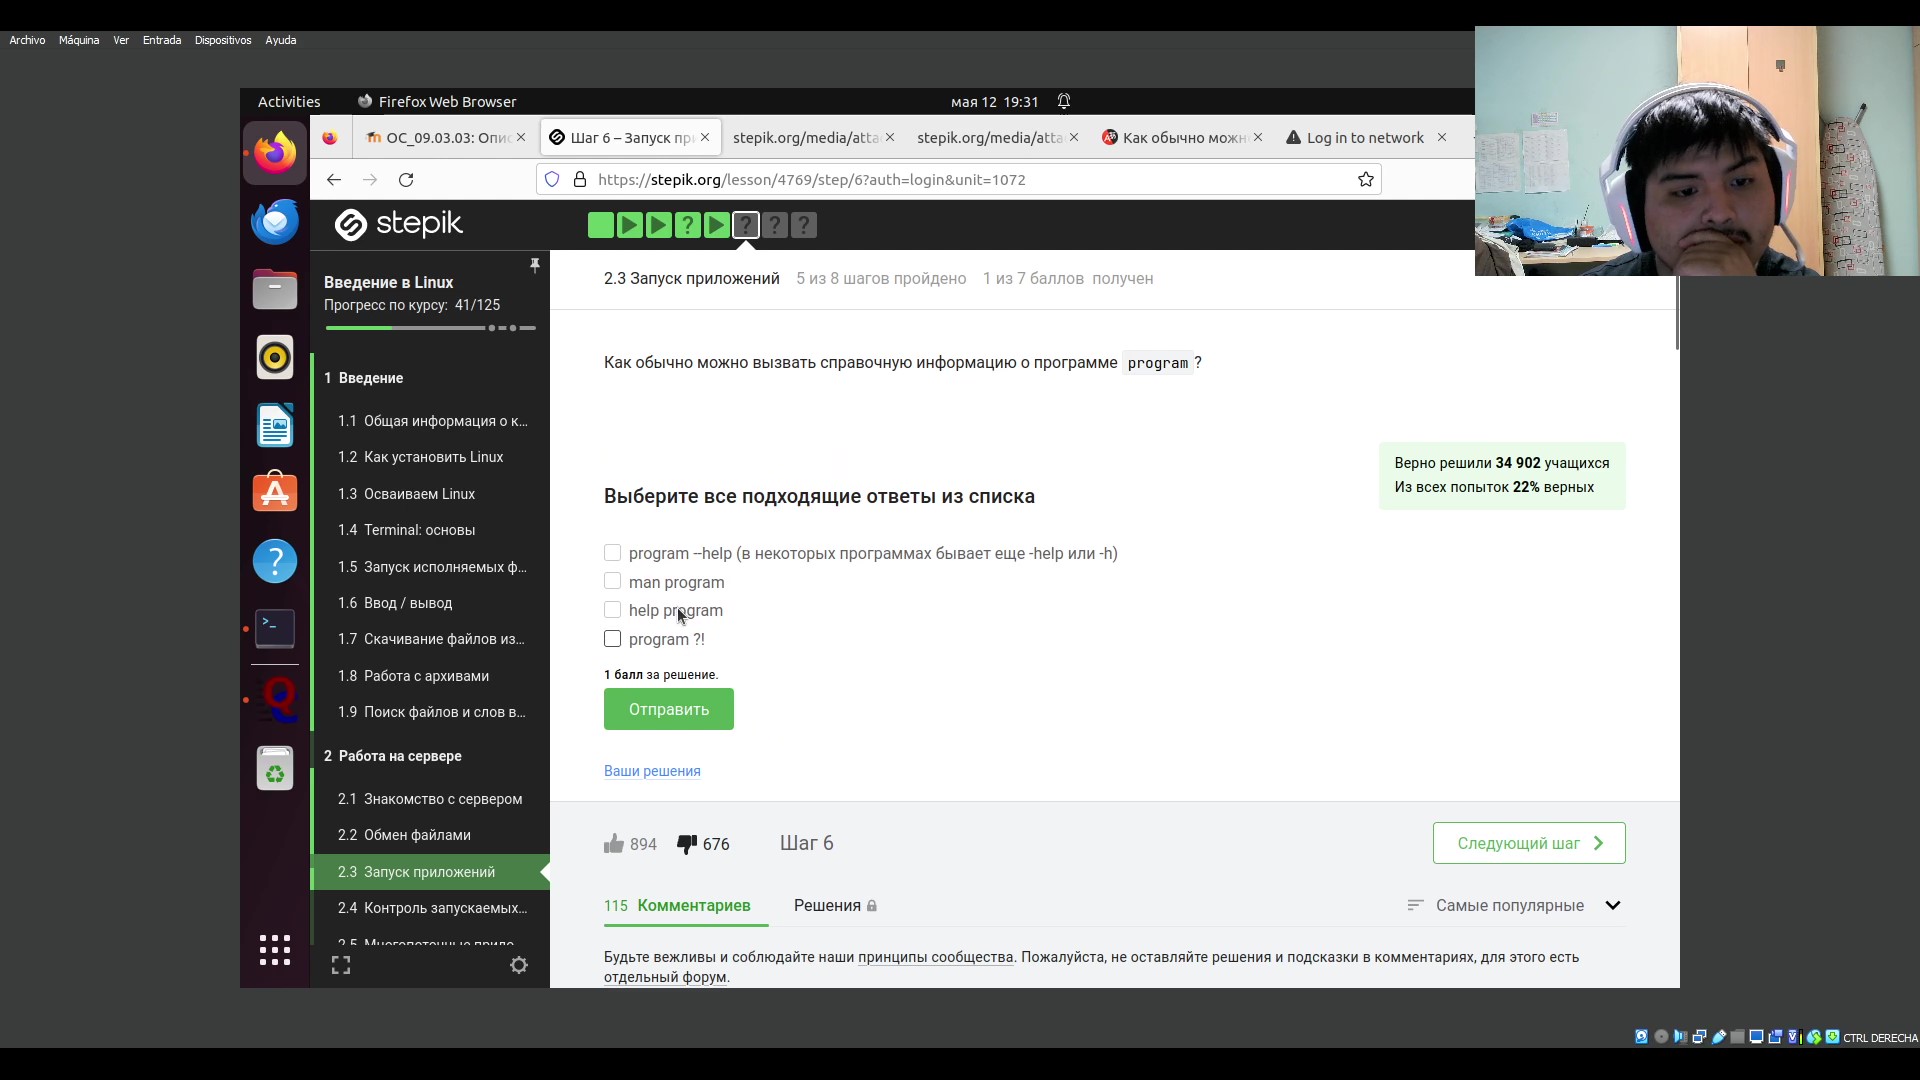 Archivo Máquina Ver Entrada Dispositivos Ayuda
Activities Firefox Web Browser мая 12 19:31
ОС_09.03.03: Опис Шаг 6 – Запуск пр stepik.org/media/atta stepik.org/media/atta Как обычно можн Log in to network
https://stepik.org/lesson/4769/step/6?auth=login&unit=1072
stepik
Введение в Linux
Прогресс по курсу: 41/125
1 Введение
1.1 Общая информация о к...
1.2 Как установить Linux
1.3 Осваиваем Linux
1.4 Terminal: основы
1.5 Запуск исполняемых ф...
1.6 Ввод / вывод
1.7 Скачивание файлов из...
1.8 Работа с архивами
1.9 Поиск файлов и слов в...
2 Работа на сервере
2.1 Знакомство с сервером
2.2 Обмен файлами
2.3 Запуск приложений
2.4 Контроль запускаемых...
2.5 Многопоточные прило...
2.3 Запуск приложений 5 из 8 шагов пройдено 1 из 7 баллов получен
Как обычно можно вызвать справочную информацию о программе program?
Верно решили 34 902 учащихся
Из всех попыток 22% верных
Выберите все подходящие ответы из списка
program --help (в некоторых программах бывает еще -help или -h)
man program
help program
program ?!
1 балл за решение.
Отправить
Ваши решения
894 676 Шаг 6
Следующий шаг
115 Комментариев Решения Самые популярные
Будьте вежливы и соблюдайте наши принципы сообщества. Пожалуйста, не оставляйте решения и подсказки в комментариях, для этого есть
отдельный форум.
CTRL DERECHA